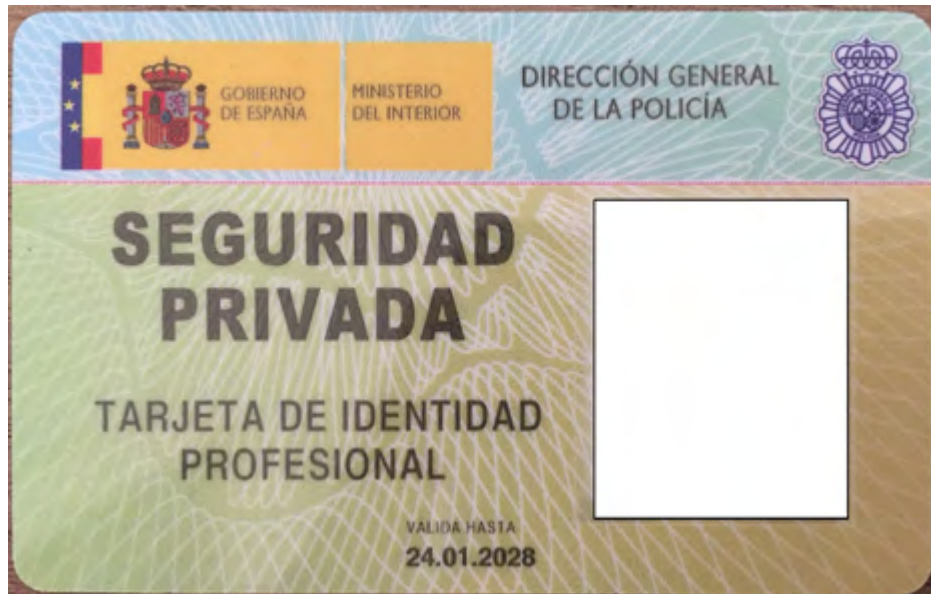 GOBIERNO
DE ESPAÑA
MINISTERIO
DEL INTERIOR
DIRECCIÓN GENERAL
DE LA POLICÍA
SEGURIDAD
PRIVADA
TARJETA DE IDENTIDAD
PROFESIONAL
VALIDA HASTA
24.01.2028